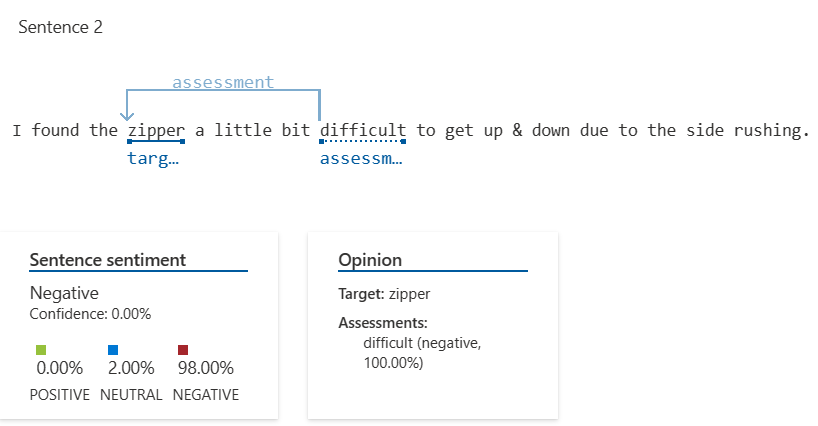 Sentence 2
assessment
I found the zipper a little bit difficult to get up & down due to the side rushing.
targ… assessm…
Sentence sentiment
Negative
Confidence: 0.00%
0.00% 2.00% 98.00%
POSITIVE NEUTRAL NEGATIVE
Opinion
Target: zipper
Assessments:
difficult (negative,
100.00%)